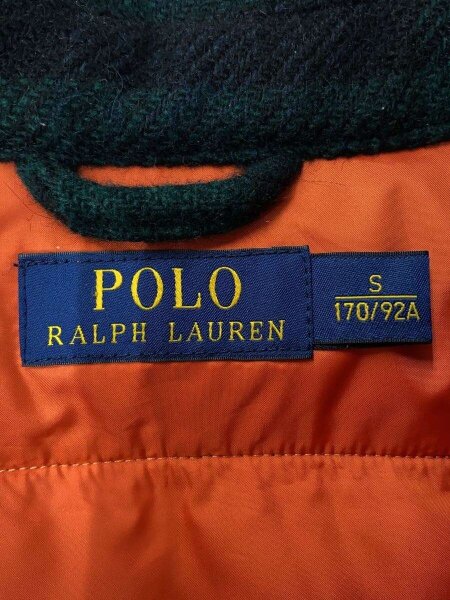 POLO
RALPH LAUREN
S
170/92A